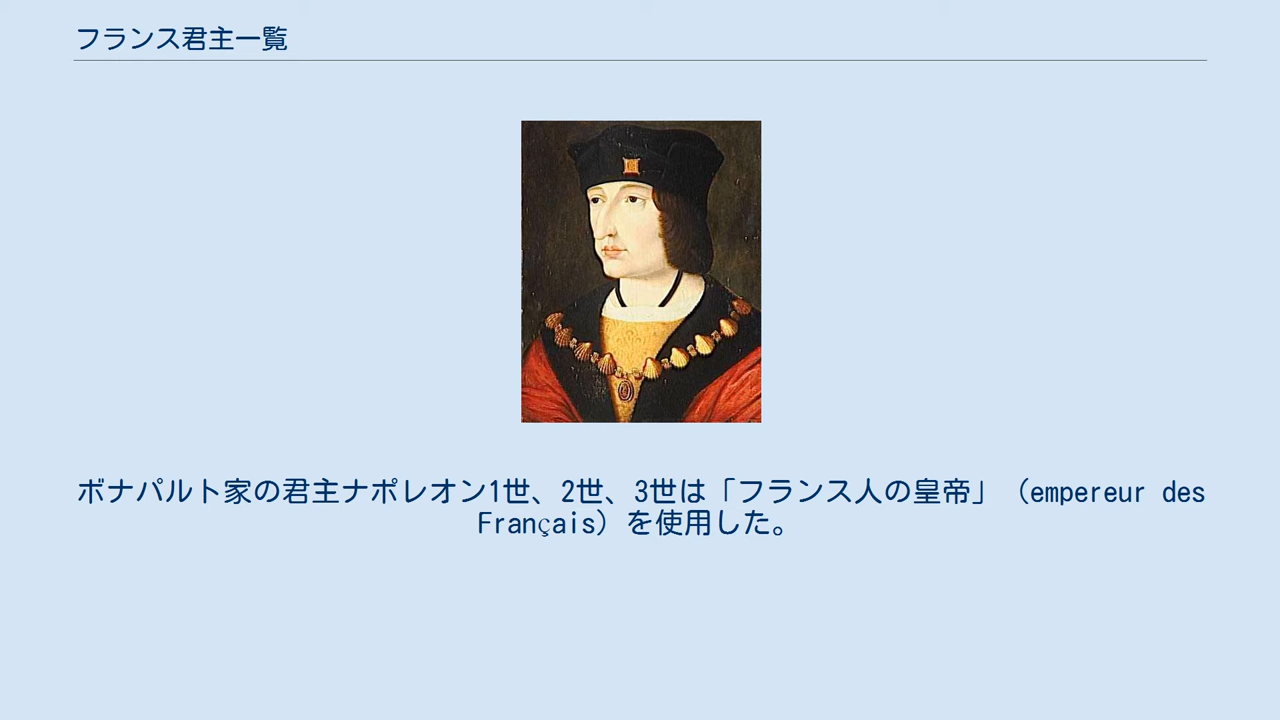 フランス君主一覧
ボナパルト家の君主ナポレオン1世、2世、3世は「フランス人の皇帝」（empereur des
Français）を使用した。